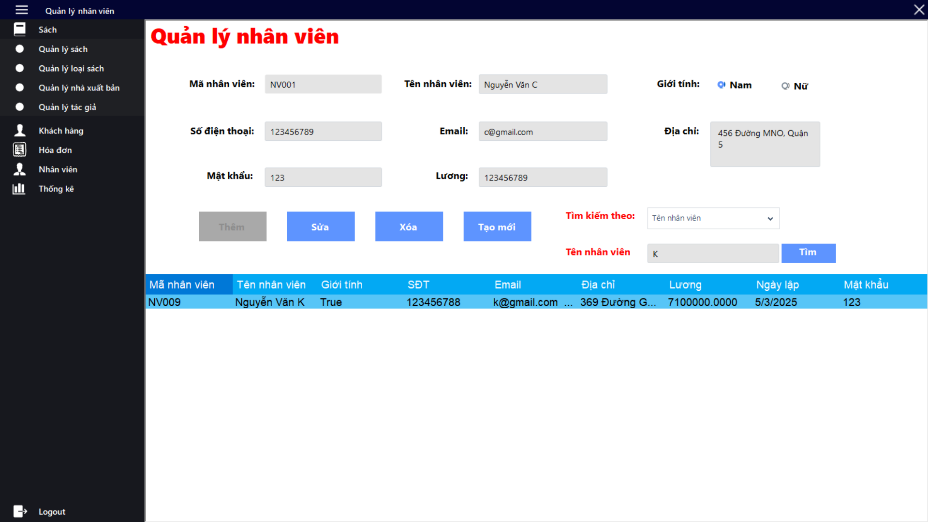 Quản lý nhân viên
Sách
Quản lý sách
Quản lý loại sách
Quản lý nhà xuất bản
Quản lý tác giả
Khách hàng
Hóa đơn
Nhân viên
Thống kê
Logout
Quản lý nhân viên
Mã nhân viên: NV001 Tên nhân viên: Nguyễn Văn C Giới tính: Nam Nữ
Số điện thoại: 123456789 Email: c@gmail.com Địa chỉ: 456 Đường MNO, Quận
5
Mật khẩu: 123 Lương: 123456789
Thêm Sửa Xóa Tạo mới
Tìm kiếm theo: Tên nhân viên
Tên nhân viên K Tìm
Mã nhân viên Tên nhân viên Giới tính SĐT Email Địa chỉ Lương Ngày lập Mật khẩu
NV009 Nguyễn Văn K True 123456788 k@gmail.com ... 369 Đường G... 7100000.0000 5/3/2025 123